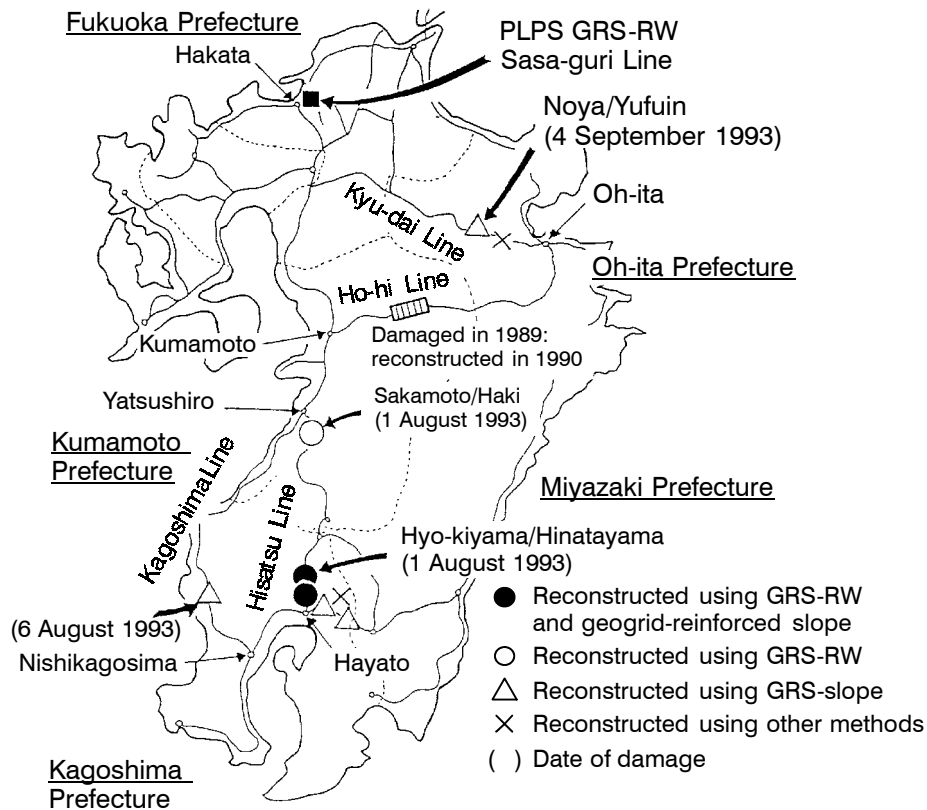 Fukuoka Prefecture
Hakata
PLPS GRS-RW
Sasa-guri Line
Noya/Yufuin
(4 September 1993)
Oh-ita
Kyu-dai Line
Oh-ita Prefecture
Ho-hi Line
Kumamoto
Damaged in 1989:
reconstructed in 1990
Yatsushiro
Sakamoto/Haki
(1 August 1993)
Kumamoto
Prefecture
Kagoshima Line
Hisatsu Line
Miyazaki Prefecture
Hyo-kiyama/Hinatayama
(1 August 1993)
(6 August 1993)
Nishikagosima
Hayato
Reconstructed using GRS-RW
and geogrid-reinforced slope
Reconstructed using GRS-RW
Reconstructed using GRS-slope
Reconstructed using other methods
( ) Date of damage
Kagoshima
Prefecture